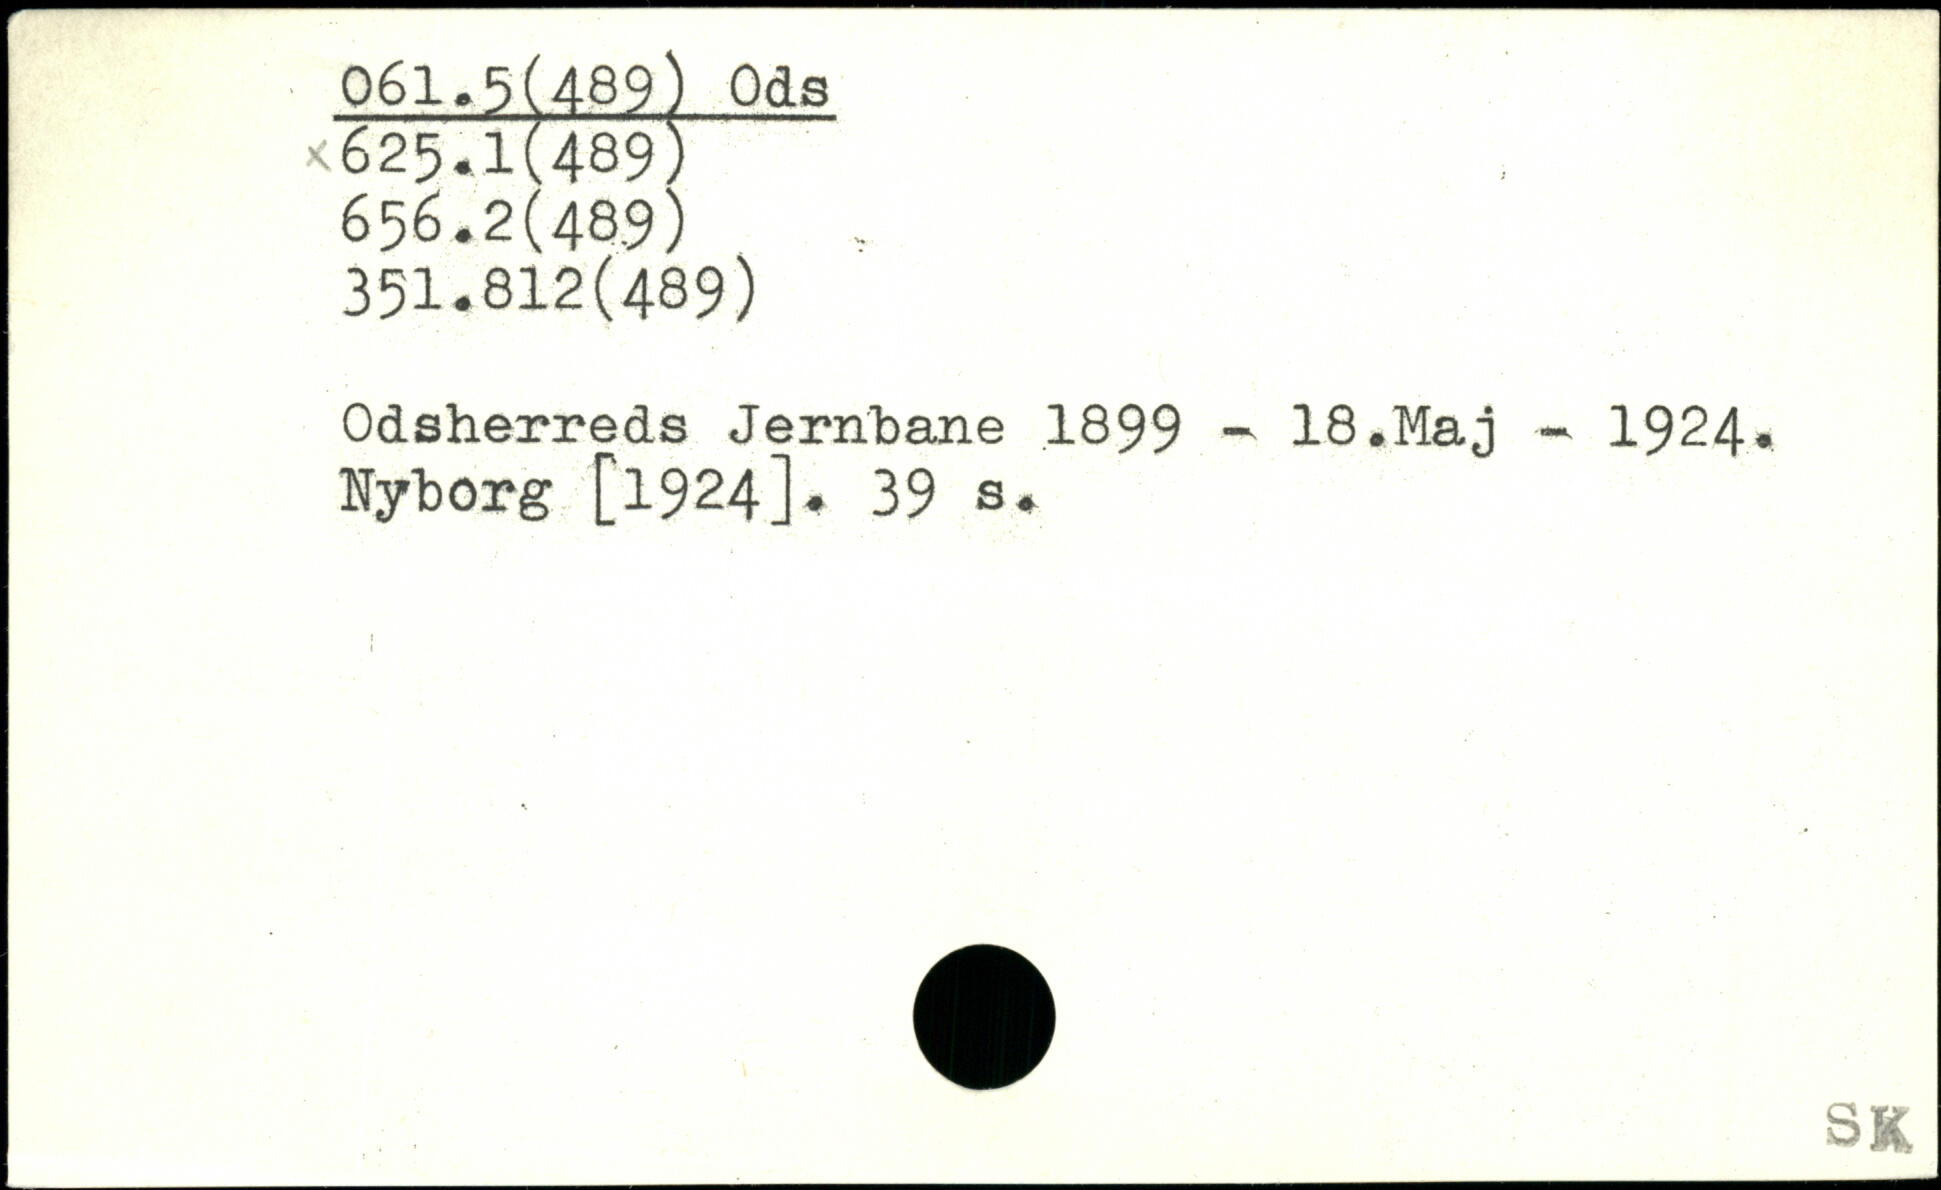 061.5(489) Ods
x625.1(489)
656.2(489)
351.812(489)
Odsherreds Jernbane 1899 - 18.Maj - 1924.
Nyborg [1924]. 39 s.
SK